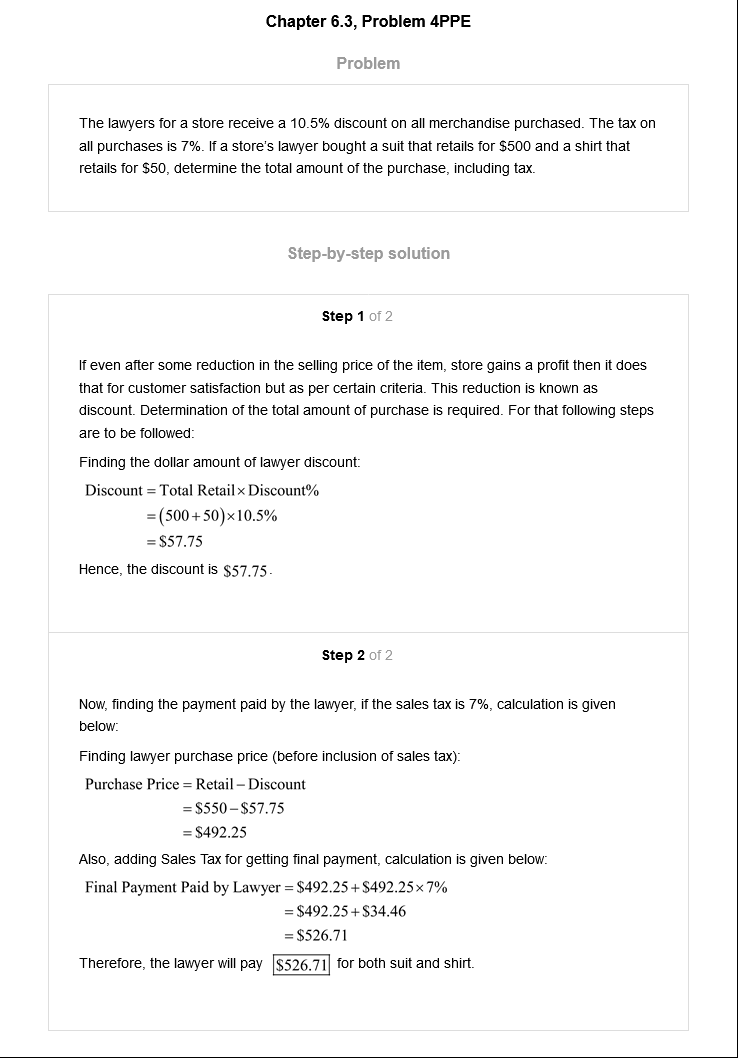 Chapter 6.3, Problem 4PPE
Problem
The lawyers for a store receive a 10.5% discount on all merchandise purchased. The tax on
all purchases is 7%. If a store's lawyer bought a suit that retails for $500 and a shirt that
retails for $50, determine the total amount of the purchase, including tax.
Step-by-step solution
Step 1 of 2
If even after some reduction in the selling price of the item, store gains a profit then it does
that for customer satisfaction but as per certain criteria. This reduction is known as
discount. Determination of the total amount of purchase is required. For that following steps
are to be followed:
Finding the dollar amount of lawyer discount:
Discount = Total Retail × Discount%
= (500 + 50) × 10.5%
= $57.75
Hence, the discount is $57.75.
Step 2 of 2
Now, finding the payment paid by the lawyer, if the sales tax is 7%, calculation is given
below:
Finding lawyer purchase price (before inclusion of sales tax):
Purchase Price = Retail − Discount
= $550 − $57.75
= $492.25
Also, adding Sales Tax for getting final payment, calculation is given below:
Final Payment Paid by Lawyer = $492.25 + $492.25 × 7%
= $492.25 + $34.46
= $526.71
Therefore, the lawyer will pay $526.71 for both suit and shirt.